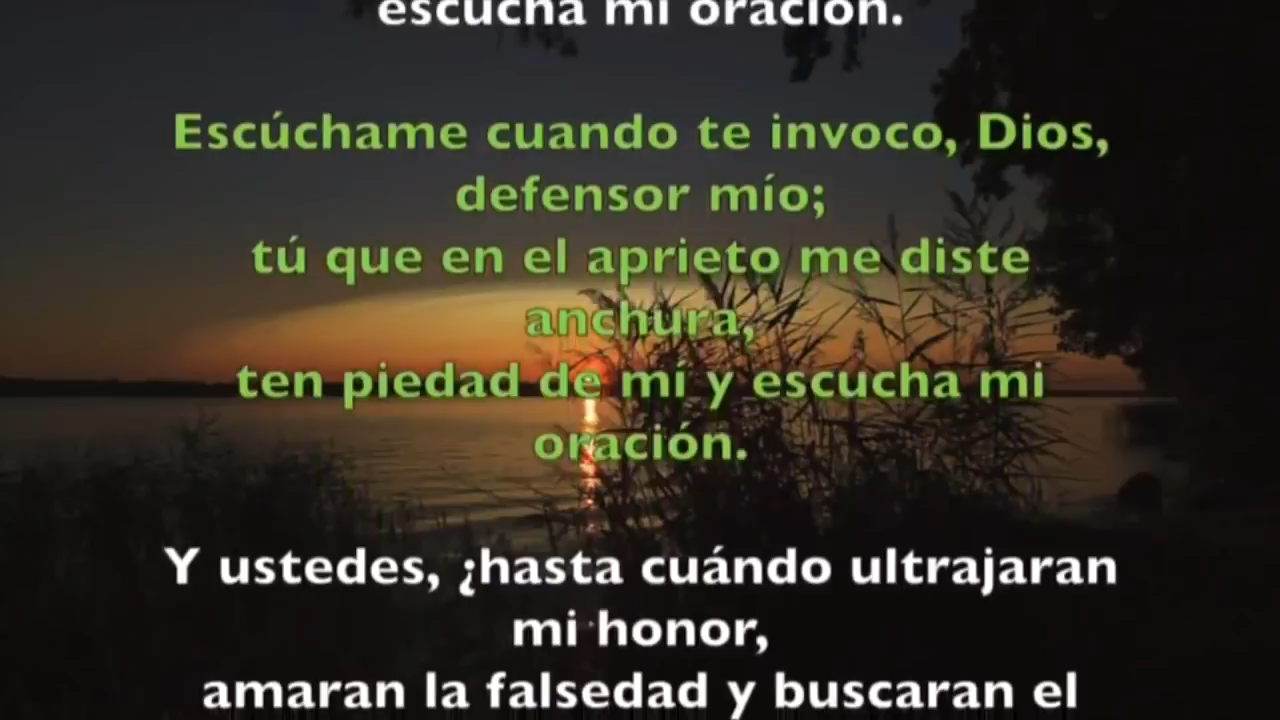 escucha mi oración.
Escúchame cuando te invoco, Dios,
defensor mío;
tú que en el aprieto me diste
anchura,
ten piedad de mí y escucha mi
oración.
Y ustedes, ¿hasta cuándo ultrajaran
mi honor,
amaran la falsedad y buscaran el